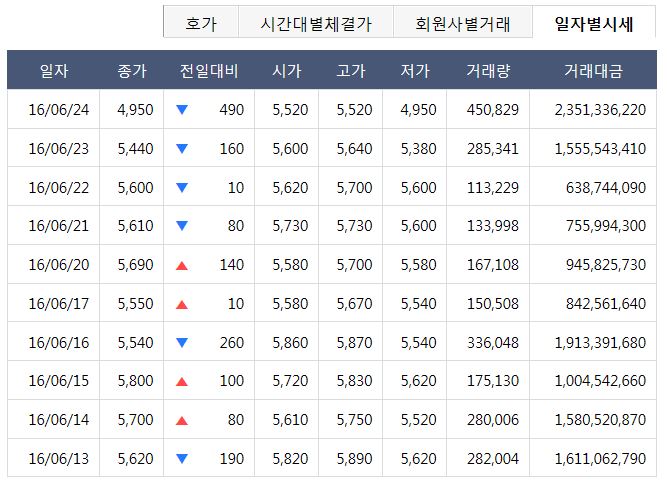 호가 시간대별체결가 회원사별거래 일자별시세
일자 종가 전일대비 시가 고가 저가 거래량 거래대금
16/06/24 4,950 ▼ 490 5,520 5,520 4,950 450,829 2,351,336,220
16/06/23 5,440 ▼ 160 5,600 5,640 5,380 285,341 1,555,543,410
16/06/22 5,600 ▼ 10 5,620 5,700 5,600 113,229 638,744,090
16/06/21 5,610 ▼ 80 5,730 5,730 5,600 133,998 755,994,300
16/06/20 5,690 ▲ 140 5,580 5,700 5,580 167,108 945,825,730
16/06/17 5,550 ▲ 10 5,580 5,670 5,540 150,508 842,561,640
16/06/16 5,540 ▼ 260 5,860 5,870 5,540 336,048 1,913,391,680
16/06/15 5,800 ▲ 100 5,720 5,830 5,620 175,130 1,004,542,660
16/06/14 5,700 ▲ 80 5,610 5,750 5,520 280,006 1,580,520,870
16/06/13 5,620 ▼ 190 5,820 5,890 5,620 282,004 1,611,062,790